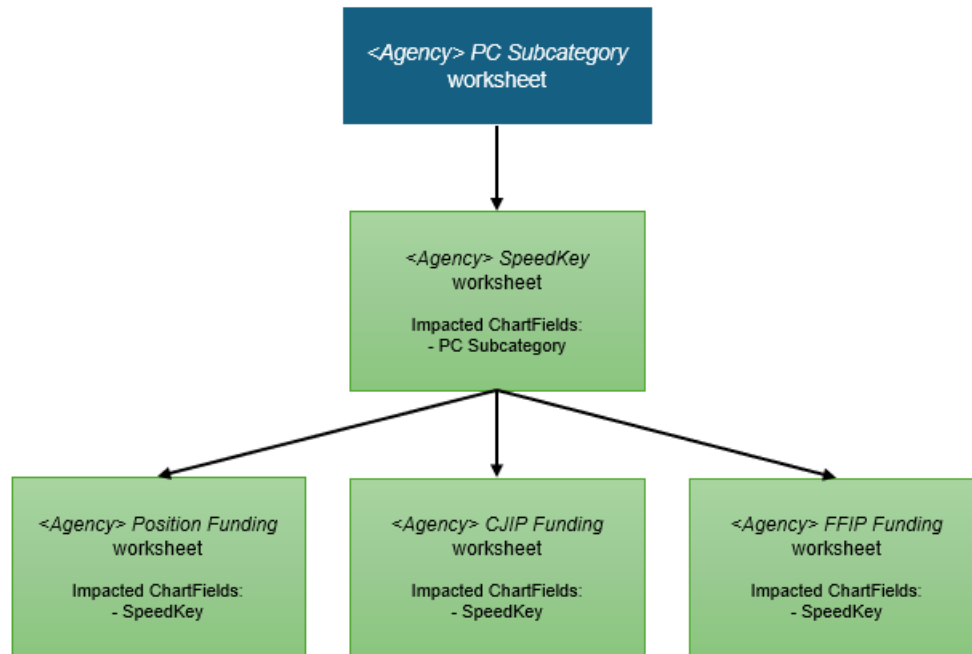 <Agency> PC Subcategory
worksheet
<Agency> SpeedKey
worksheet
Impacted ChartFields:
- PC Subcategory
<Agency> Position Funding
worksheet
Impacted ChartFields:
- SpeedKey
<Agency> CJIP Funding
worksheet
Impacted ChartFields:
- SpeedKey
<Agency> FFIP Funding
worksheet
Impacted ChartFields:
- SpeedKey